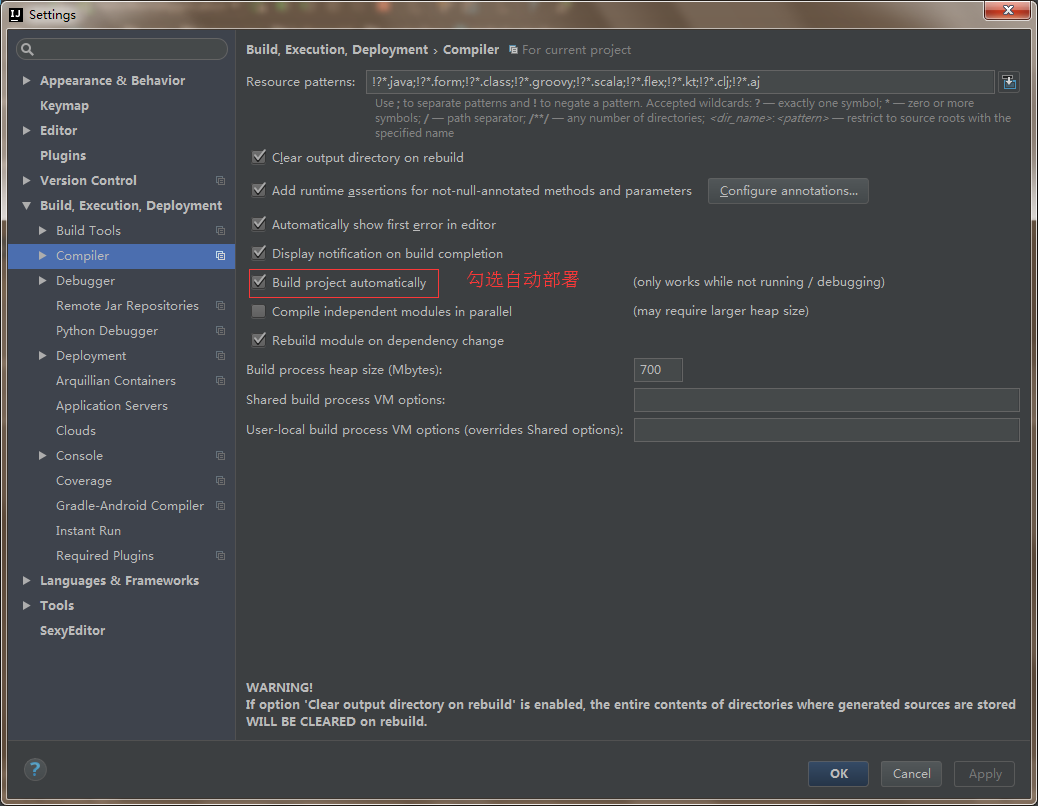 Settings
Appearance & Behavior
Keymap
Editor
Plugins
Version Control
Build, Execution, Deployment
Build Tools
Compiler
Debugger
Remote Jar Repositories
Python Debugger
Deployment
Arquillian Containers
Application Servers
Clouds
Console
Coverage
Gradle-Android Compiler
Instant Run
Required Plugins
Languages & Frameworks
Tools
SexyEditor
Build, Execution, Deployment › Compiler For current project
Resource patterns: !?*.java;!?*.form;!?*.class;!?*.groovy;!?*.scala;!?*.flex;!?*.kt;!?*.clj;!?*.aj
Use ; to separate patterns and ! to negate a pattern. Accepted wildcards: ? — exactly one symbol; * — zero or more
symbols; / — path separator; /**/ — any number of directories; <dir_name>:<pattern> — restrict to source roots with the
specified name
Clear output directory on rebuild
Add runtime assertions for not-null-annotated methods and parameters Configure annotations...
Automatically show first error in editor
Display notification on build completion
Build project automatically 勾选自动部署 (only works while not running / debugging)
Compile independent modules in parallel (may require larger heap size)
Rebuild module on dependency change
Build process heap size (Mbytes): 700
Shared build process VM options:
User-local build process VM options (overrides Shared options):
WARNING!
If option 'Clear output directory on rebuild' is enabled, the entire contents of directories where generated sources are stored
WILL BE CLEARED on rebuild.
? OK Cancel Apply